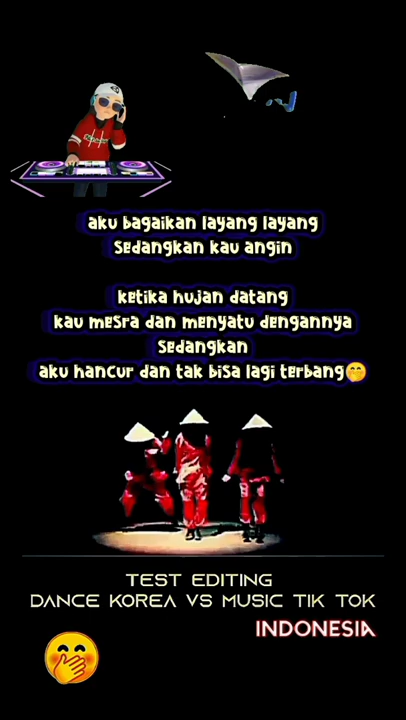 aku bagaikan layang layang
sedangkan kau angin
ketika hujan datang
kau mesra dan menyatu dengannya
sedangkan
aku hancur dan tak bisa lagi terbang🤭
TEST EDITING
DANCE KOREA VS MUSIC TIK TOK
INDONESIA